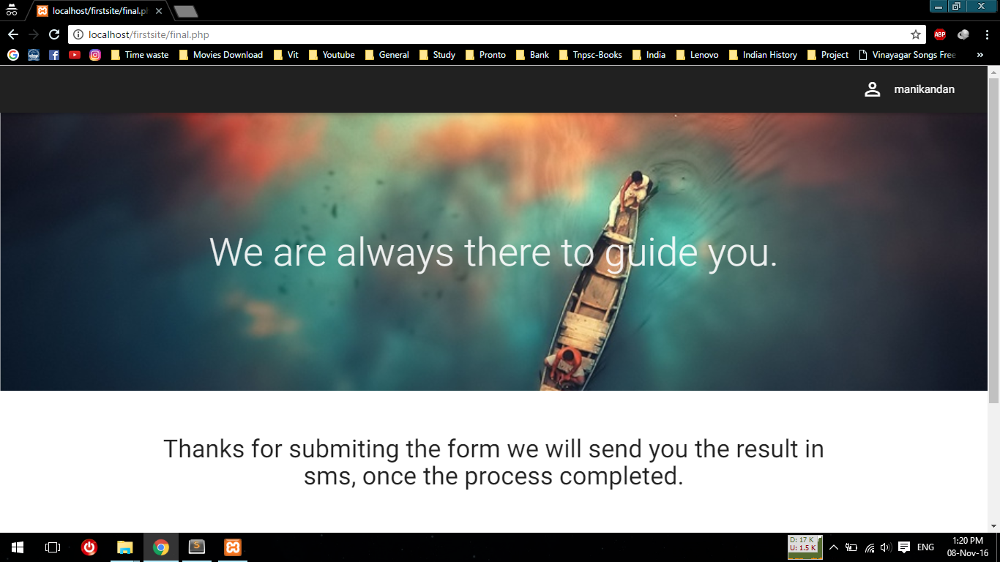 localhost/firstsite/final.p
localhost/firstsite/final.php
ABP
Time waste
Movies Download
Vit
Youtube
General
Study
Pronto
Bank
Tnpsc-Books
India
Lenovo
Indian History
Project
Vinayagar Songs Free
manikandan
We are always there to guide you.
Thanks for submiting the form we will send you the result in
sms, once the process completed.
D: 17 K
U: 1.5 K
ENG
1:20 PM
08-Nov-16